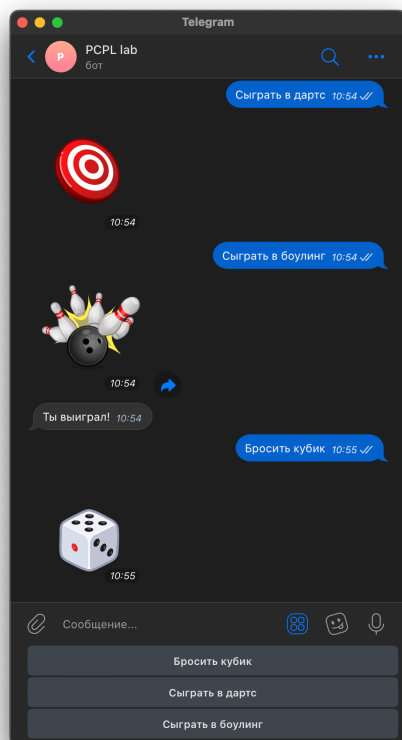 Telegram
P
PCPL lab
бот
Сыграть в дартс 10:54
10:54
Сыграть в боулинг 10:54
10:54
Ты выиграл! 10:54
Бросить кубик 10:55
10:55
Сообщение...
Бросить кубик
Сыграть в дартс
Сыграть в боулинг